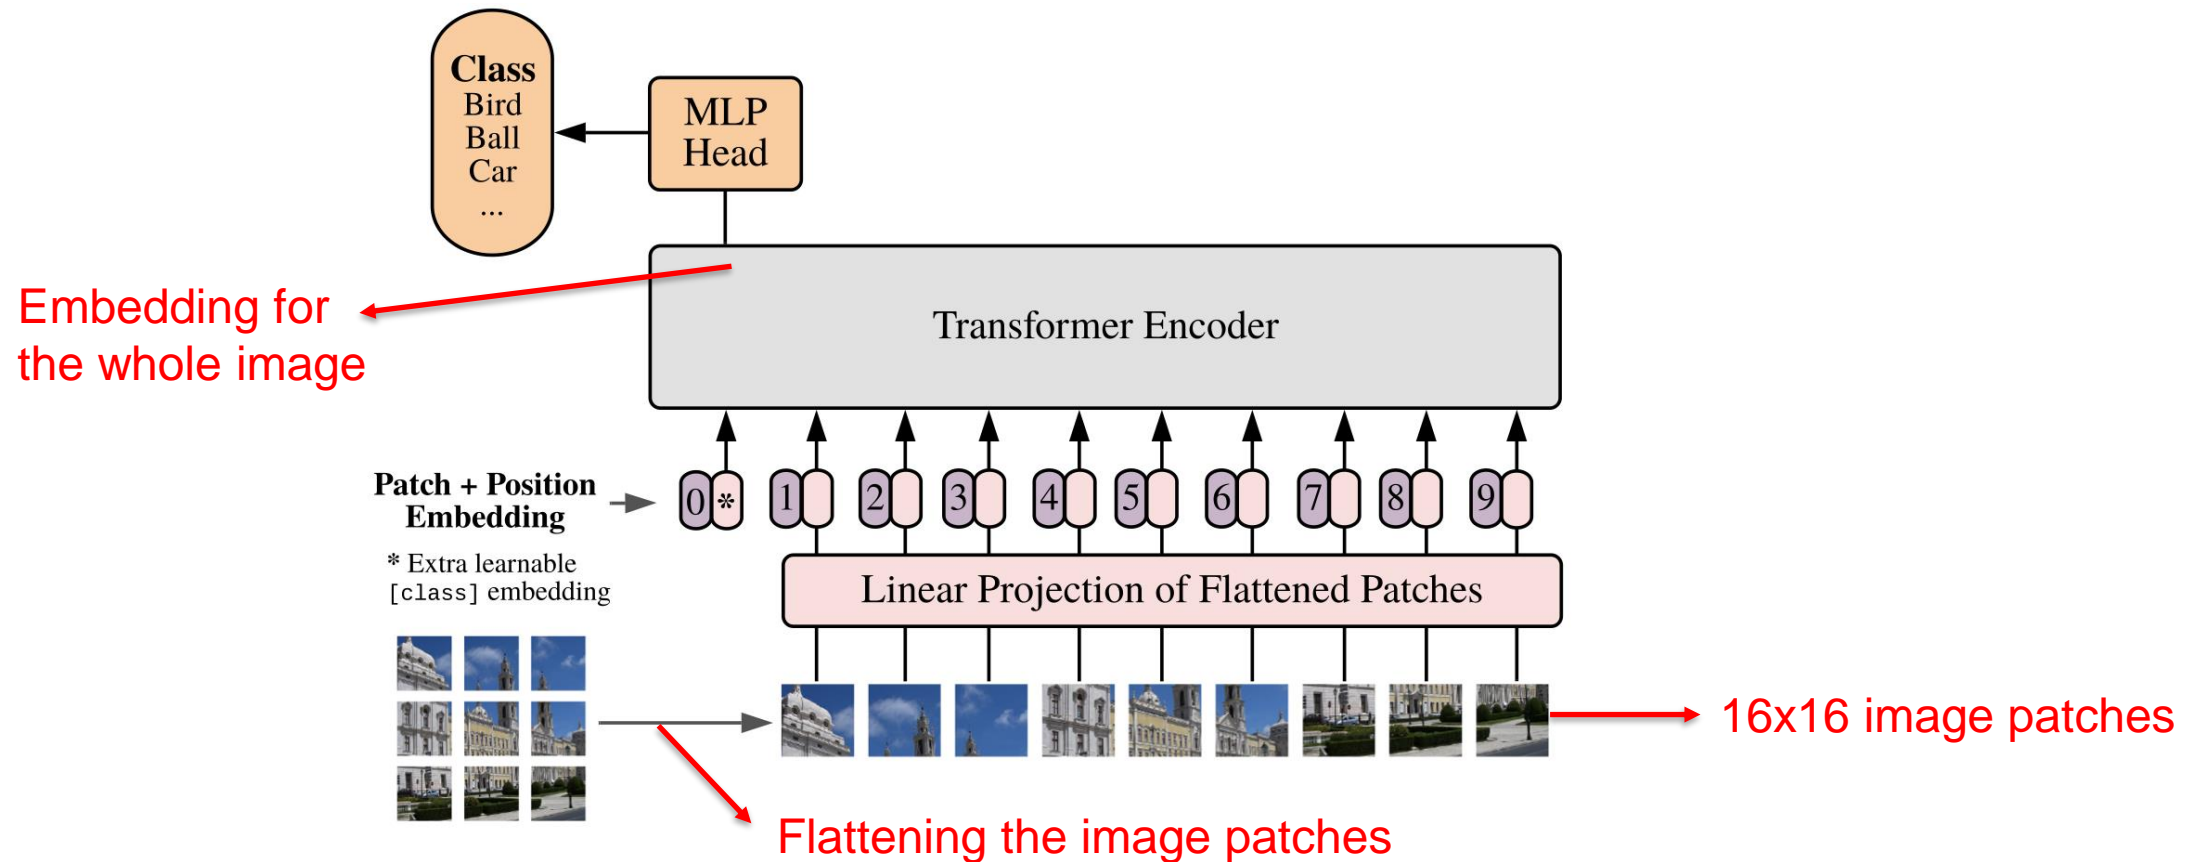 Class
Bird
Ball
Car
...
MLP
Head
Embedding for
the whole image
Transformer Encoder
Patch + Position
Embedding
* Extra learnable
[class] embedding
0 * 1 2 3 4 5 6 7 8 9
Linear Projection of Flattened Patches
16x16 image patches
Flattening the image patches